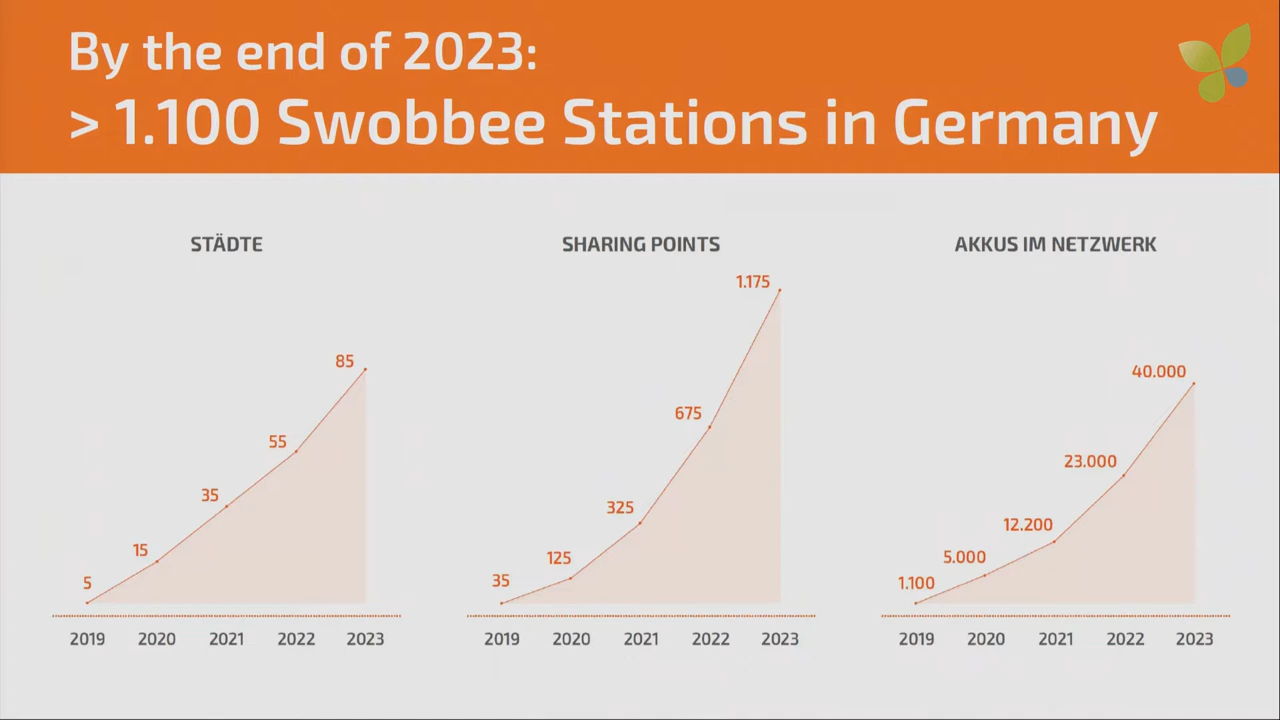 By the end of 2023:
> 1.100 Swobbee Stations in Germany
STÄDTE
85
55
35
15
5
2019 2020 2021 2022 2023
SHARING POINTS
1.175
675
325
125
35
2019 2020 2021 2022 2023
AKKUS IM NETZWERK
40.000
23.000
12.200
5.000
1.100
2019 2020 2021 2022 2023